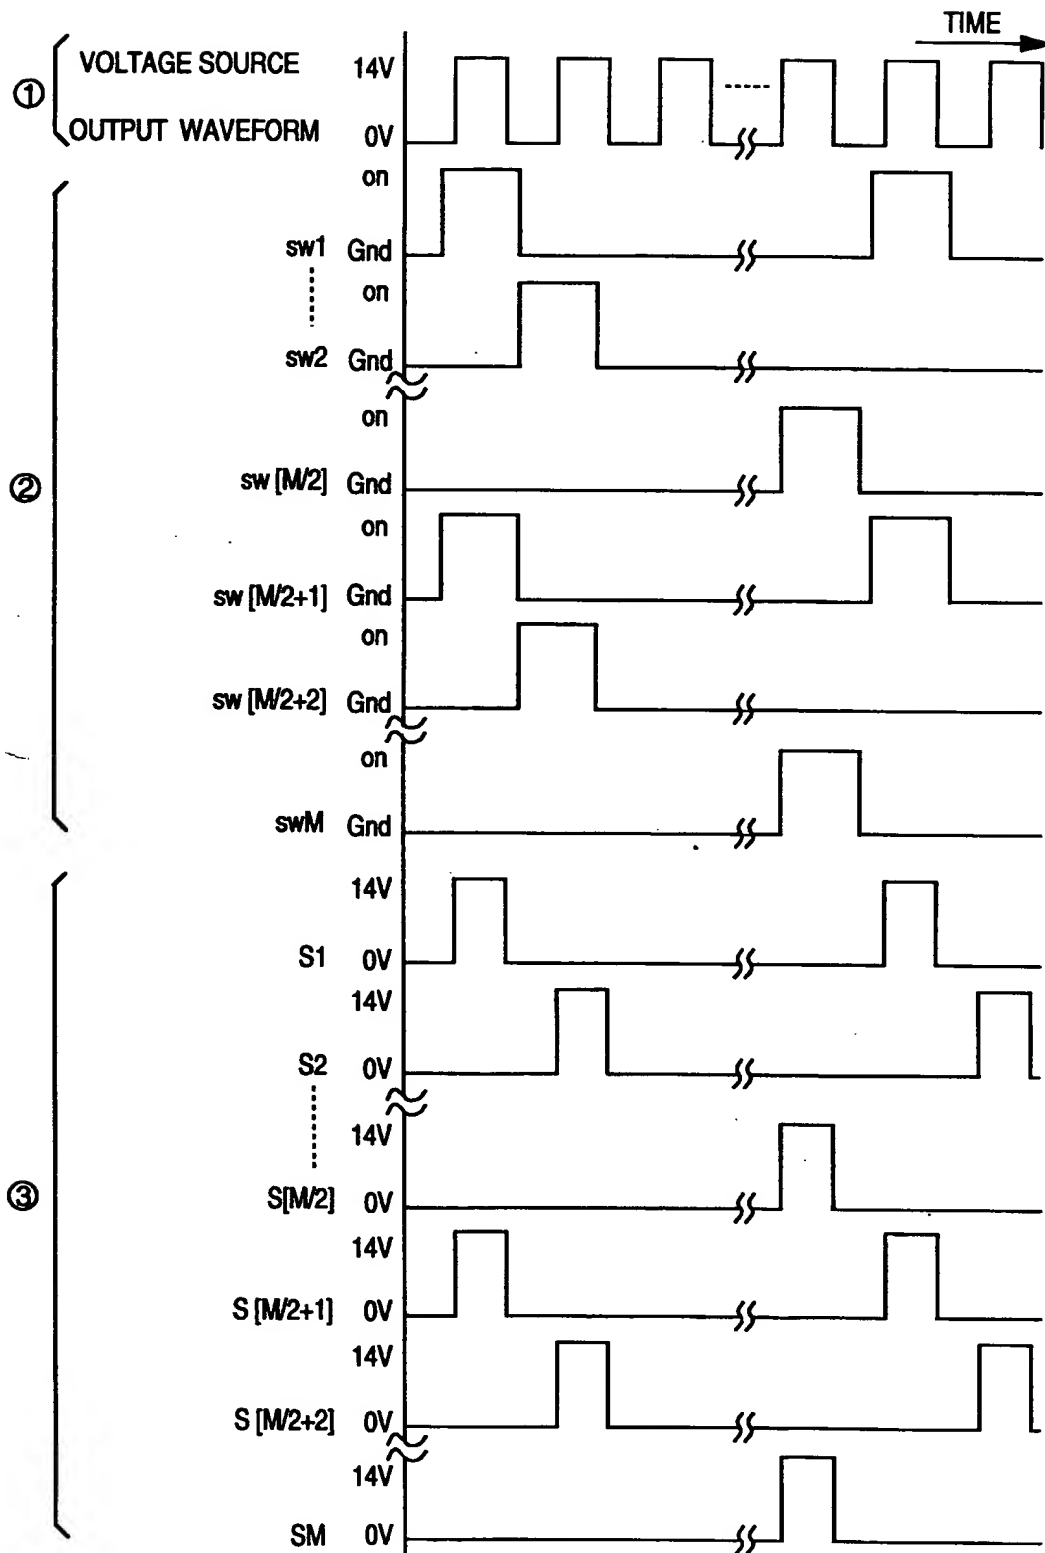 TIME
① VOLTAGE SOURCE 14V
OUTPUT WAVEFORM 0V
②
on
sw1 Gnd
on
sw2 Gnd
on
sw [M/2] Gnd
on
sw [M/2+1] Gnd
on
sw [M/2+2] Gnd
on
swM Gnd
③
14V
S1 0V
14V
S2 0V
14V
S[M/2] 0V
14V
S [M/2+1] 0V
14V
S [M/2+2] 0V
14V
SM 0V